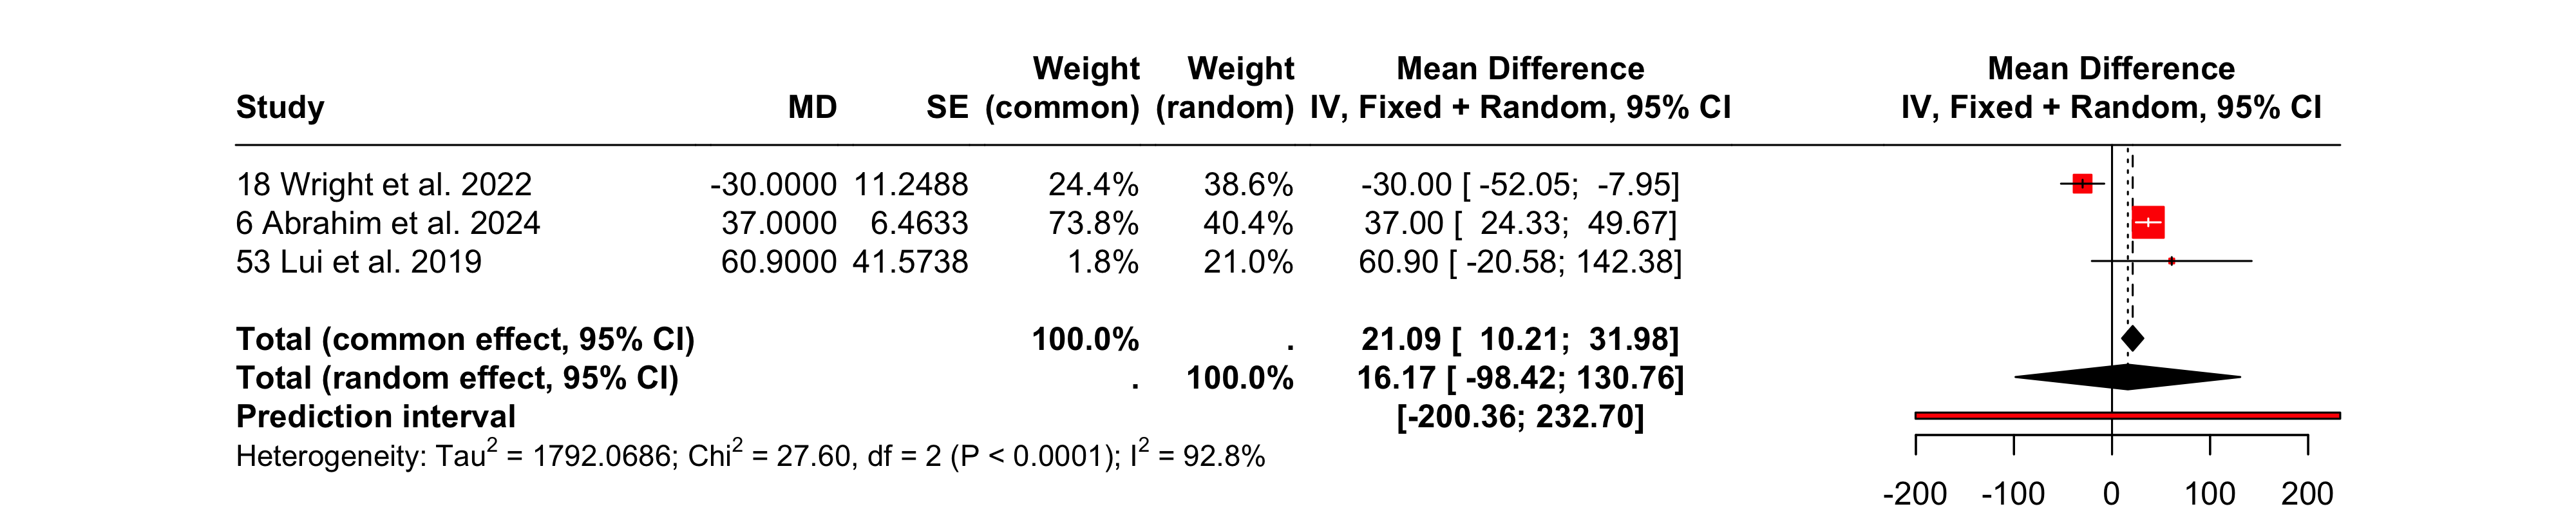 Weight Weight Mean Difference Mean Difference
Study MD SE (common) (random) IV, Fixed + Random, 95% CI IV, Fixed + Random, 95% CI
18 Wright et al. 2022 -30.0000 11.2488 24.4% 38.6% -30.00 [ -52.05; -7.95]
6 Abrahim et al. 2024 37.0000 6.4633 73.8% 40.4% 37.00 [ 24.33; 49.67]
53 Lui et al. 2019 60.9000 41.5738 1.8% 21.0% 60.90 [ -20.58; 142.38]
Total (common effect, 95% CI) 100.0% . 21.09 [ 10.21; 31.98]
Total (random effect, 95% CI) . 100.0% 16.17 [ -98.42; 130.76]
Prediction interval [-200.36; 232.70]
Heterogeneity: Tau² = 1792.0686; Chi² = 27.60, df = 2 (P < 0.0001); I² = 92.8%
-200 -100 0 100 200